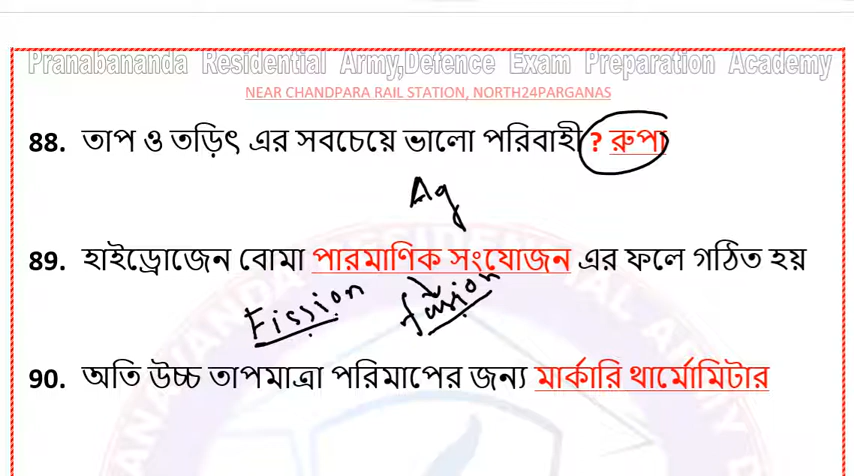 Pranabananda Residential Army,Defence Exam Preparation Academy
NEAR CHANDPARA RAIL STATION, NORTH24PARGANAS
88. তাপ ও তড়িৎ এর সবচেয়ে ভালো পরিবাহী ? রুপা
Ag
89. হাইড্রোজেন বোমা পারমাণিক সংযোজন এর ফলে গঠিত হয়
Fission fusion
90. অতি উচ্চ তাপমাত্রা পরিমাপের জন্য মার্কারি থার্মোমিটার